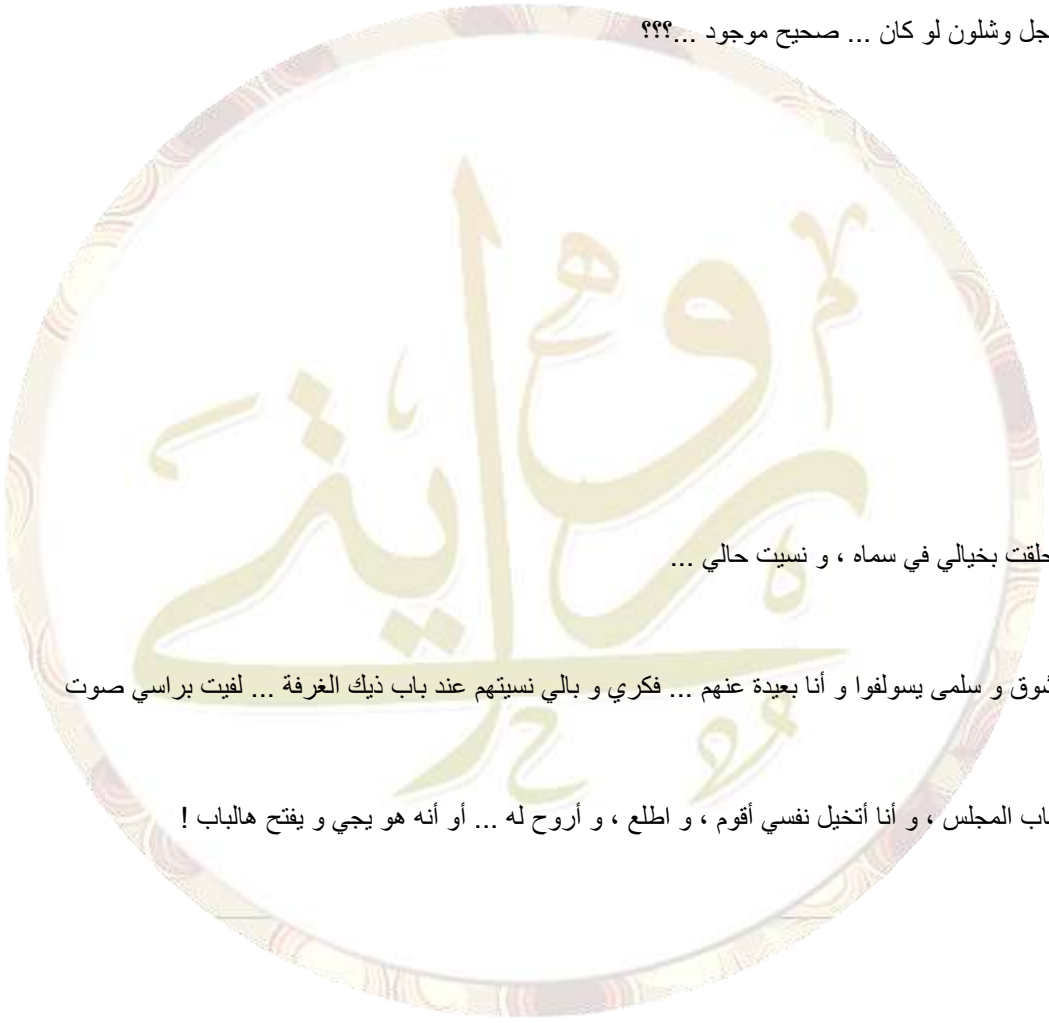 جل وشلون لو كان ... صحيح موجود ...؟؟؟
حلقت بخيالي في سماه ، و نسيت حالي ...
شوق و سلمى يسولفوا و أنا بعيدة عنهم ... فكري و بالي نسيتهم عند باب ذيك الغرفة ... لفيت براسي صوت
باب المجلس ، و أنا أتخيل نفسي أقوم ، و اطلع ، و أروح له ... أو أنه هو يجي و يفتح هالباب !
روايتي